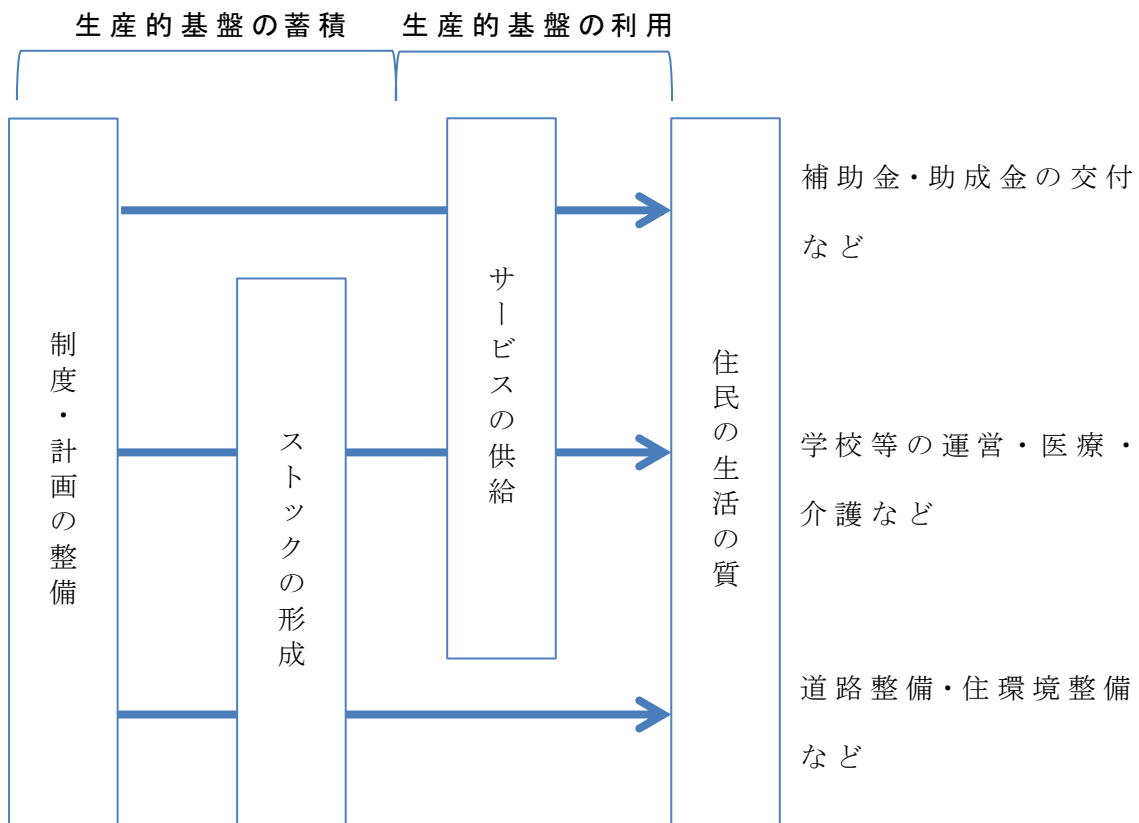 生産的基盤の蓄積
生産的基盤の利用
制度・計画の整備
ストックの形成
サービスの供給
住民の生活の質
補助金・助成金の交付
など
学校等の運営・医療・
介護など
道路整備・住環境整備
など